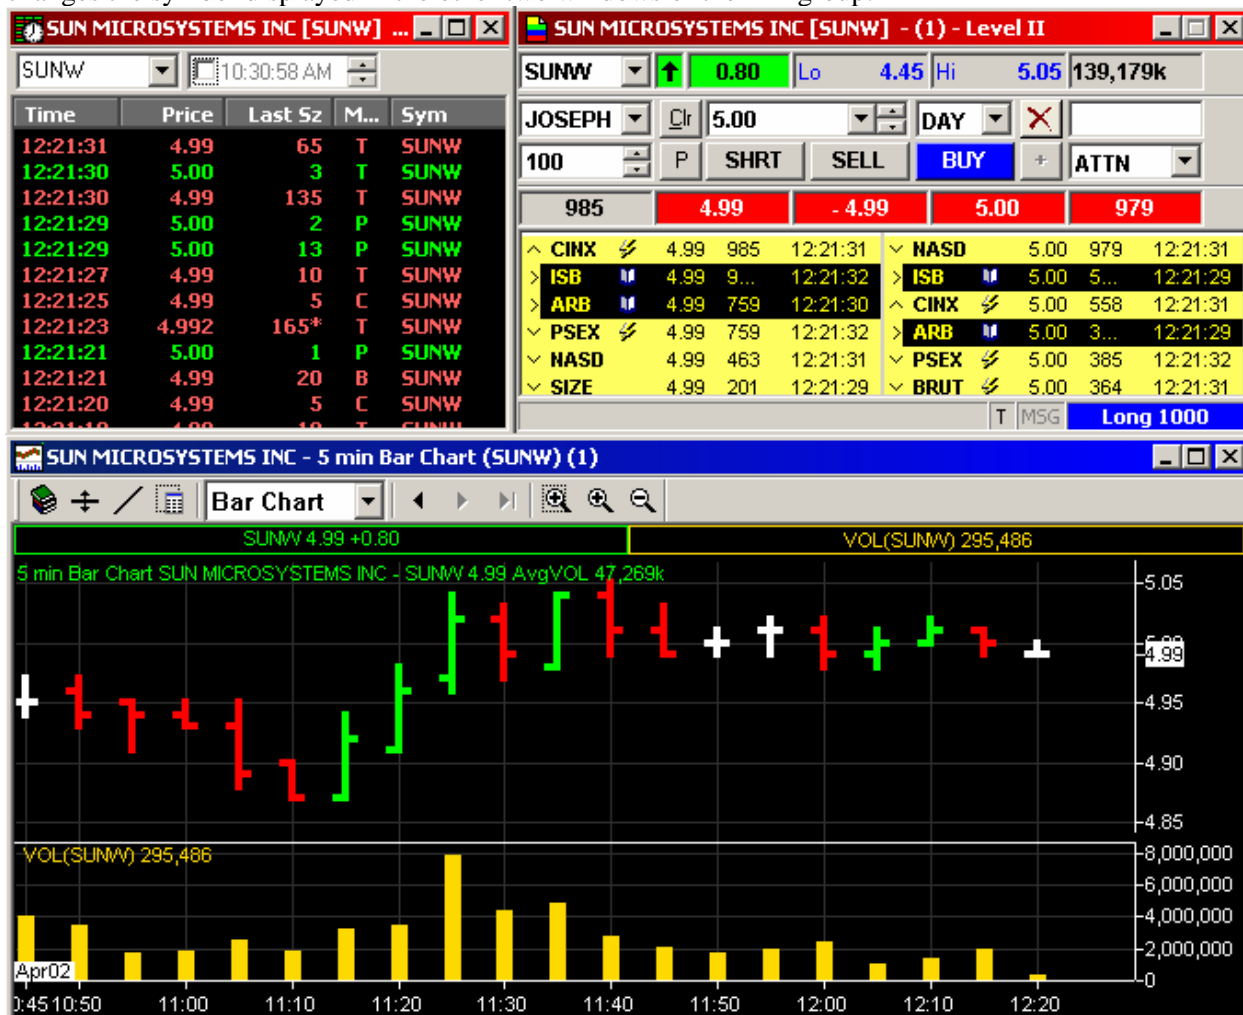 SUN MICROSYSTEMS INC [SUNW] ...
SUNW 10:30:58 AM
Time Price Last Sz M... Sym
12:21:31 4.99 65 T SUNW
12:21:30 5.00 3 T SUNW
12:21:30 4.99 135 T SUNW
12:21:29 5.00 2 P SUNW
12:21:29 5.00 13 P SUNW
12:21:27 4.99 10 T SUNW
12:21:25 4.99 5 C SUNW
12:21:23 4.992 165* T SUNW
12:21:21 5.00 1 P SUNW
12:21:21 4.99 20 B SUNW
12:21:20 4.99 5 C SUNW
SUN MICROSYSTEMS INC [SUNW] - (1) - Level II
SUNW 0.80 Lo 4.45 Hi 5.05 139,179k
JOSEPH Clr 5.00 DAY
100 P SHRT SELL BUY + ATTN
985 4.99 - 4.99 5.00 979
CINX 4.99 985 12:21:31 NASD 5.00 979 12:21:31
ISB 4.99 9... 12:21:32 ISB 5.00 5... 12:21:29
ARB 4.99 759 12:21:30 CINX 5.00 558 12:21:31
PSEX 4.99 759 12:21:32 ARB 5.00 3... 12:21:29
NASD 4.99 463 12:21:31 PSEX 5.00 385 12:21:32
SIZE 4.99 201 12:21:29 BRUT 5.00 364 12:21:31
T MSG Long 1000
SUN MICROSYSTEMS INC - 5 min Bar Chart (SUNW) (1)
Bar Chart
SUNW 4.99 +0.80 VOL(SUNW) 295,486
5 min Bar Chart SUN MICROSYSTEMS INC - SUNW 4.99 AvgVOL 47,269k
5.05
4.99
4.95
4.90
4.85
VOL(SUNW) 295,486
8,000,000
6,000,000
4,000,000
2,000,000
0
Apr02
):45 10:50 11:00 11:10 11:20 11:30 11:40 11:50 12:00 12:10 12:20